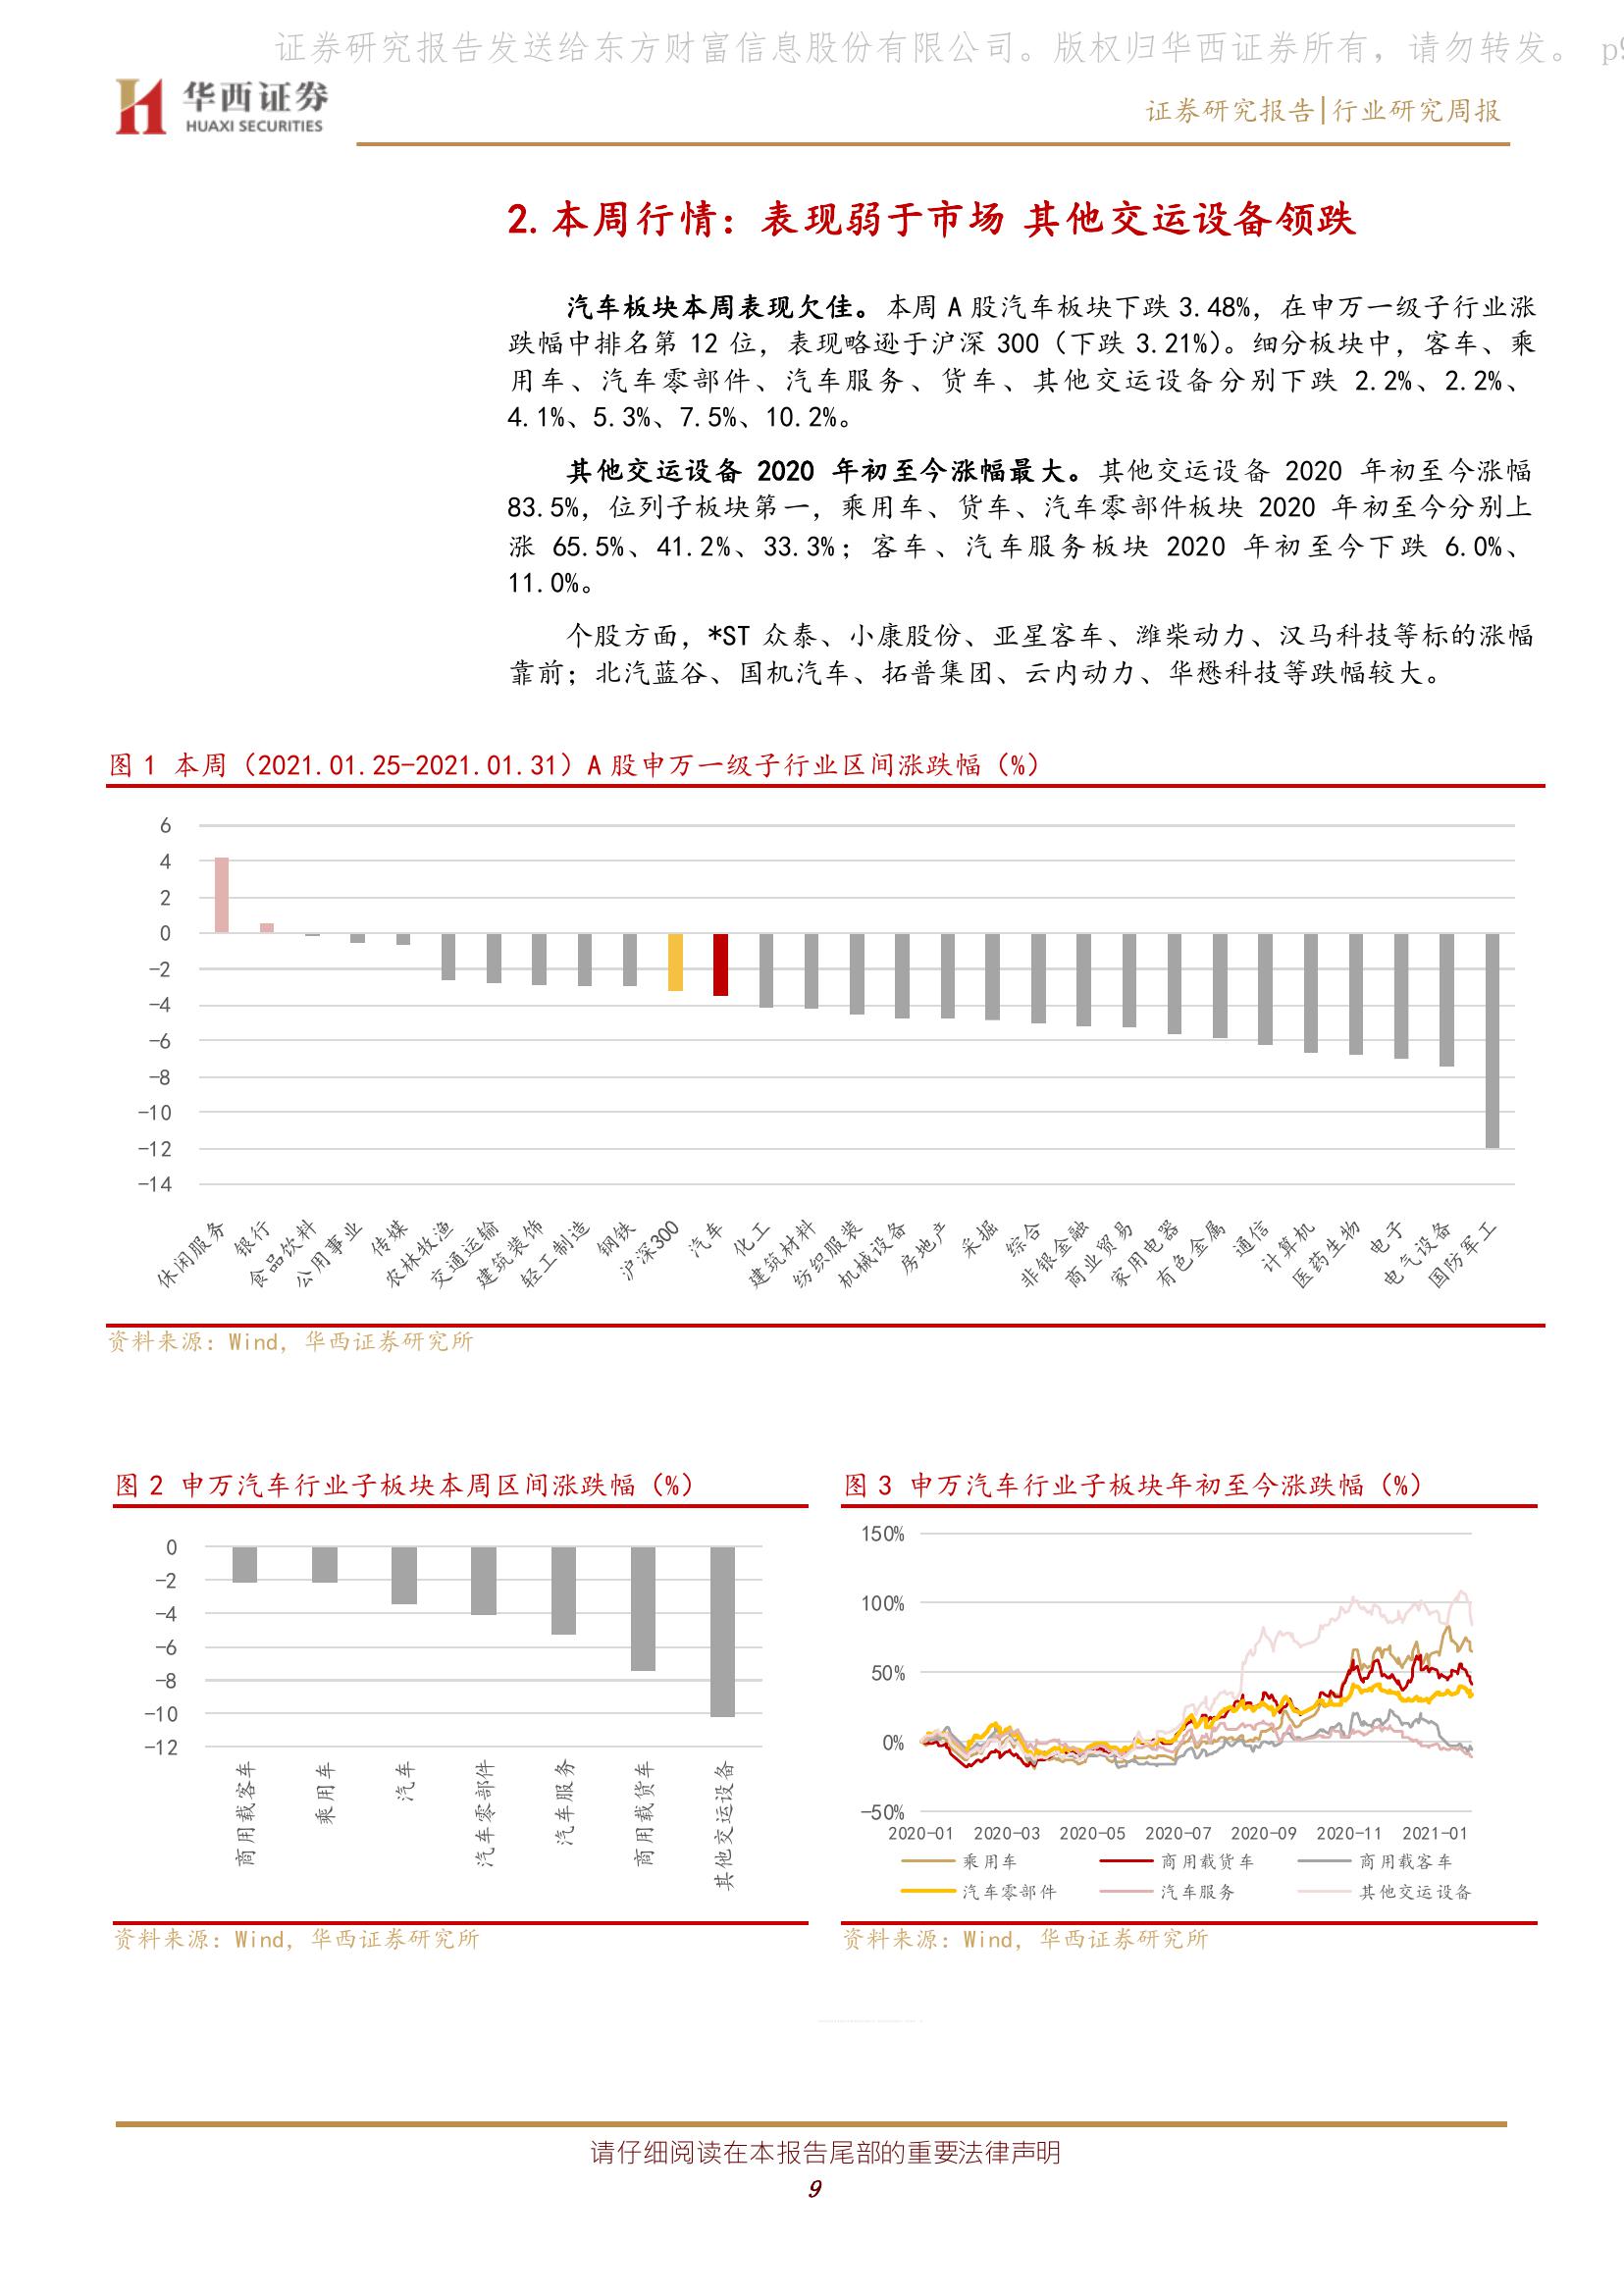 证券研究报告发送给东方财富信息股份有限公司。版权归华西证券所有，请勿转发。 p9
华西证券
HUAXI SECURITIES
证券研究报告|行业研究周报
2. 本周行情：表现弱于市场 其他交运设备领跌
汽车板块本周表现欠佳。本周 A 股汽车板块下跌 3.48%，在申万一级子行业涨
跌幅中排名第 12 位，表现略逊于沪深 300（下跌 3.21%）。细分板块中，客车、乘
用车、汽车零部件、汽车服务、货车、其他交运设备分别下跌 2.2%、2.2%、
4.1%、5.3%、7.5%、10.2%。
其他交运设备 2020 年初至今涨幅最大。其他交运设备 2020 年初至今涨幅
83.5%，位列子板块第一，乘用车、货车、汽车零部件板块 2020 年初至今分别上
涨 65.5%、41.2%、33.3%；客车、汽车服务板块 2020 年初至今下跌 6.0%、
11.0%。
个股方面，*ST 众泰、小康股份、亚星客车、潍柴动力、汉马科技等标的涨幅
靠前；北汽蓝谷、国机汽车、拓普集团、云内动力、华懋科技等跌幅较大。
图 1 本周（2021.01.25-2021.01.31）A 股申万一级子行业区间涨跌幅（%）
6
4
2
0
-2
-4
-6
-8
-10
-12
-14
休闲服务
银行
食品饮料
公用事业
传媒
农林牧渔
交通运输
建筑装饰
轻工制造
钢铁
沪深300
汽车
化工
建筑材料
纺织服装
机械设备
房地产
采掘
综合
非银金融
商业贸易
家用电器
有色金属
通信
计算机
医药生物
电子
电气设备
国防军工
资料来源：Wind，华西证券研究所
图 2 申万汽车行业子板块本周区间涨跌幅（%）
0
-2
-4
-6
-8
-10
-12
商用载客车
乘用车
汽车
汽车零部件
汽车服务
商用载货车
其他交运设备
资料来源：Wind，华西证券研究所
图 3 申万汽车行业子板块年初至今涨跌幅（%）
150%
100%
50%
0%
-50%
2020-01 2020-03 2020-05 2020-07 2020-09 2020-11 2021-01
乘用车 商用载货车 商用载客车
汽车零部件 汽车服务 其他交运设备
资料来源：Wind，华西证券研究所
请仔细阅读在本报告尾部的重要法律声明
9